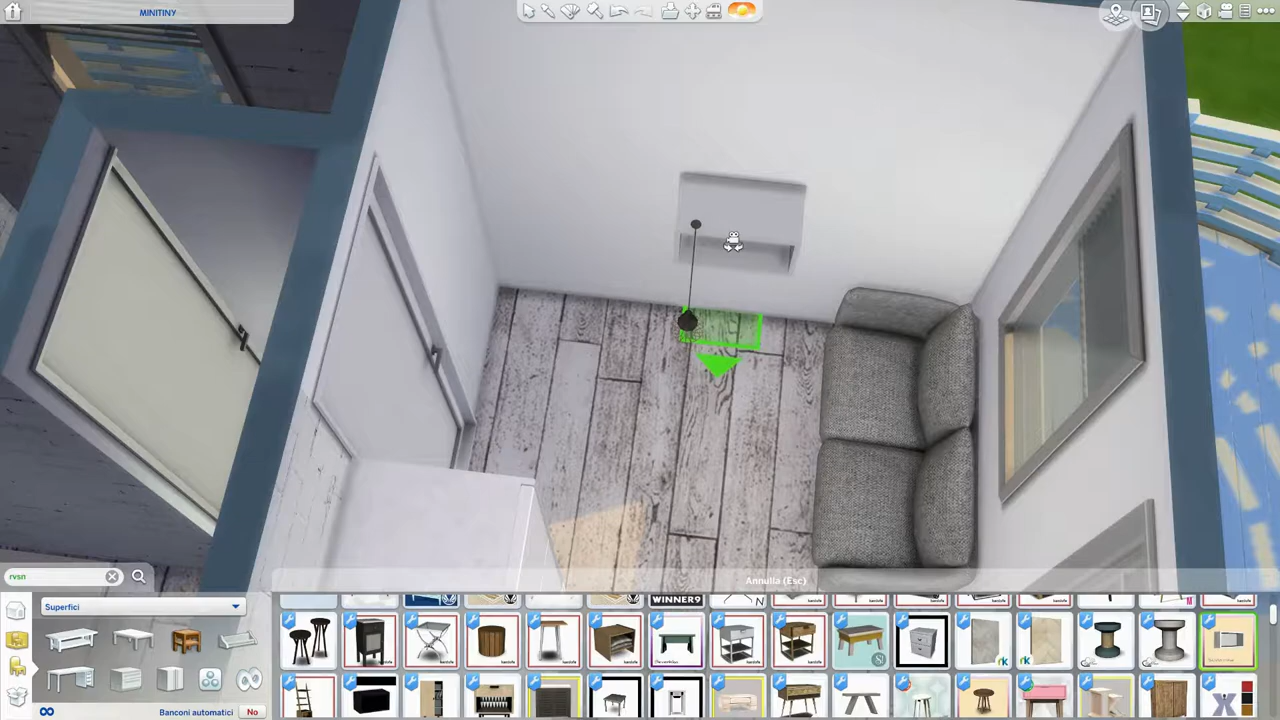 MINITINY
Annulla (Esc)
rvsn
Superfici
WINNER9
Banconi automatici
No